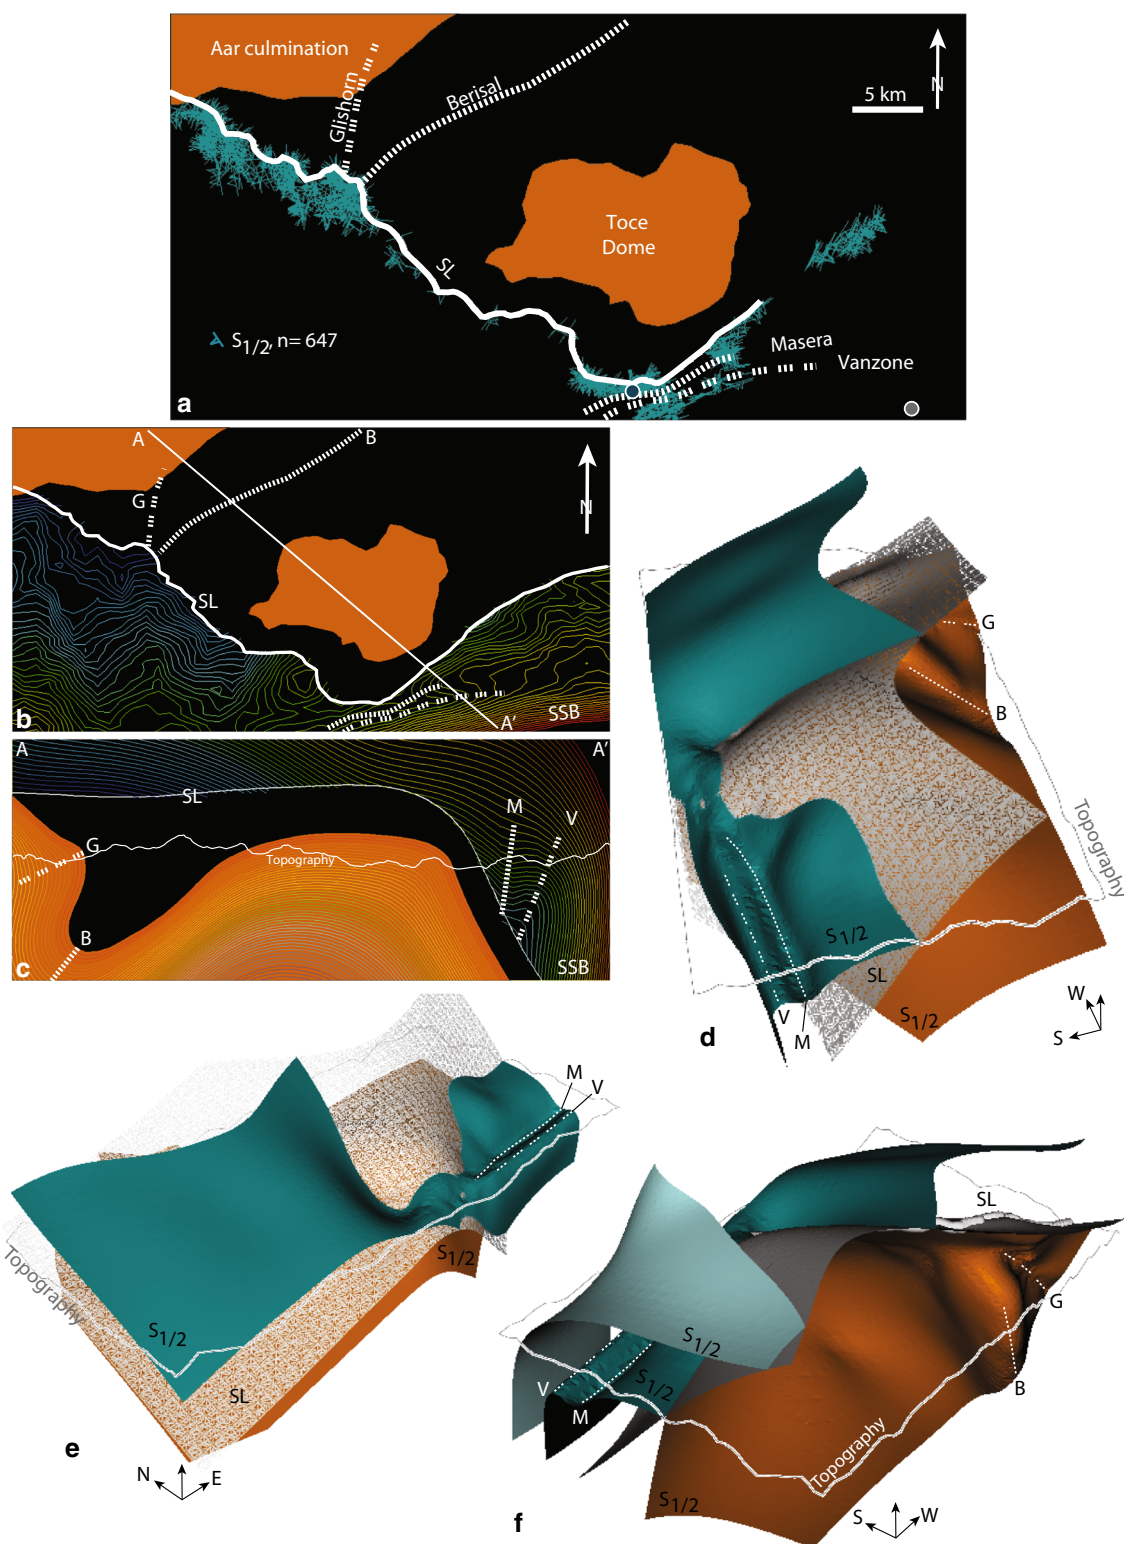 Aar culmination
Glishorn
Berisal
N
5 km
Toce
Dome
SL
S1/2, n= 647
Masera
Vanzone
a
A
B
G
N
SL
b
A'
SSB
A
A'
SL
M
V
G
Topography
B
c
SSB
G
B
Topography
S1/2
SL
V
M
S1/2
W
S
d
M
V
Topography
S1/2
S1/2
SL
e
N
E
SL
G
S1/2
S1/2
V
M
B
Topography
S1/2
f
S
W